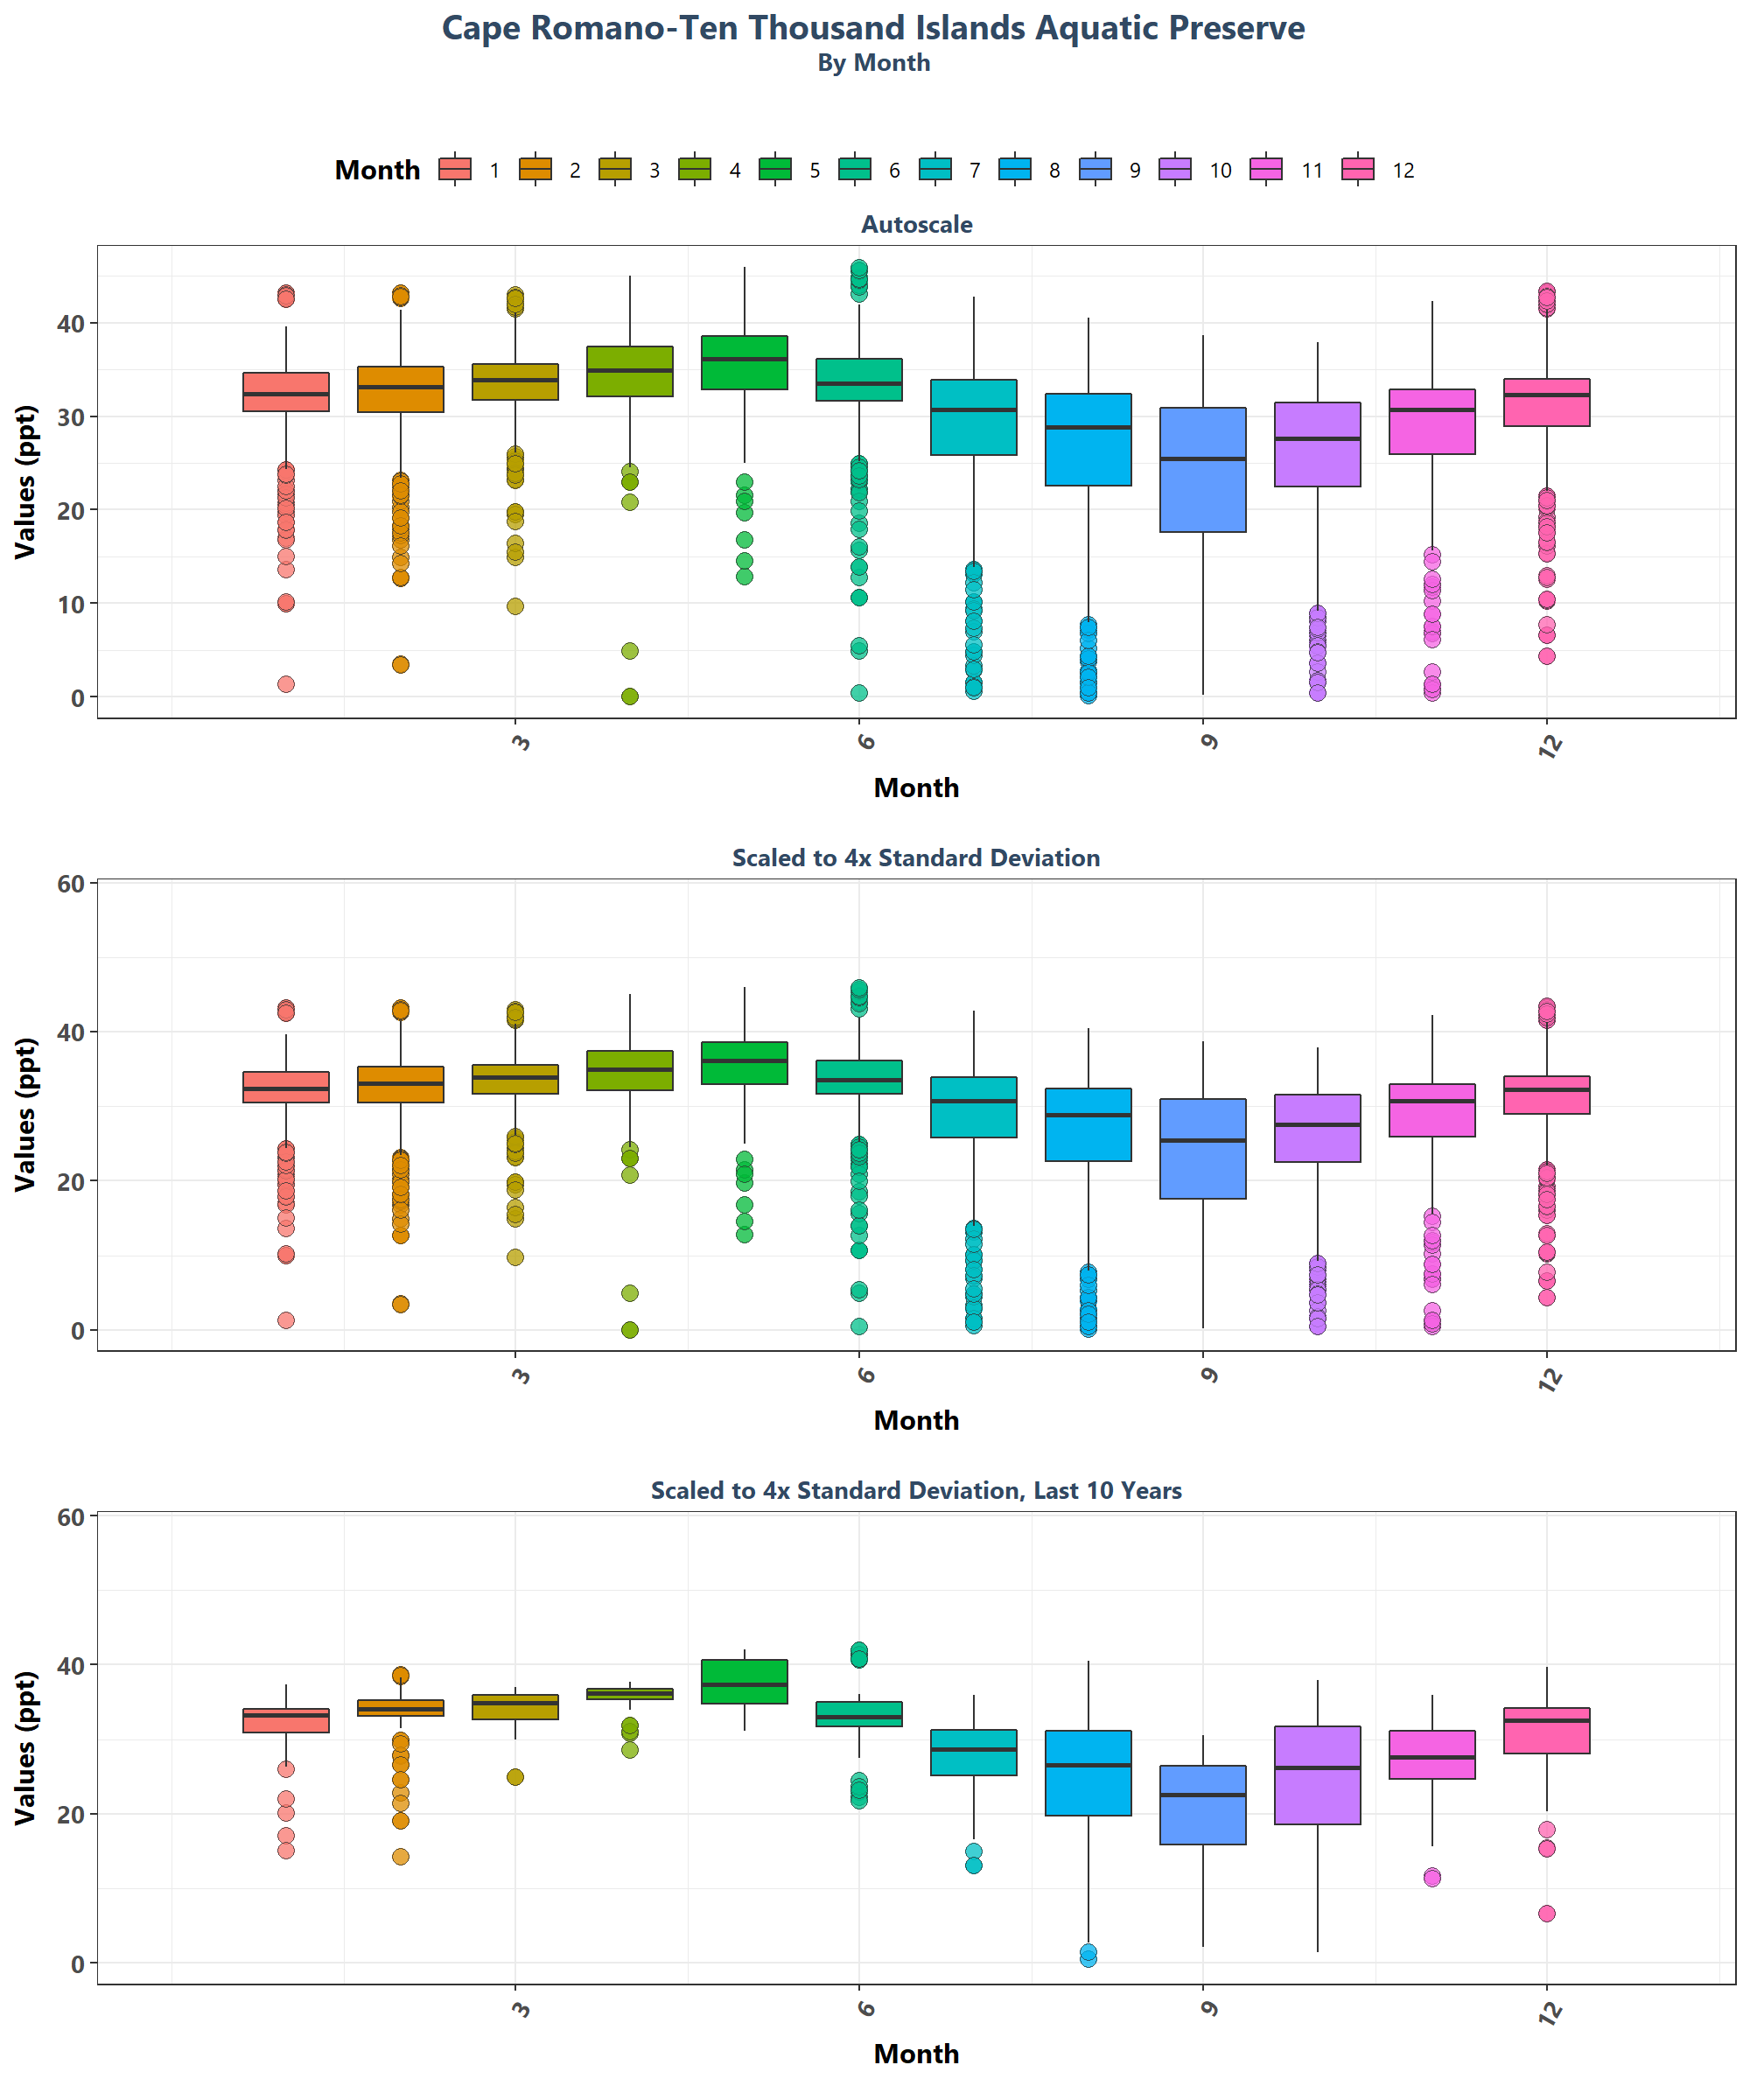 Cape Romano-Ten Thousand Islands Aquatic Preserve
By Month
Month 1 2 3 4 5 6 7 8 9 10 11 12
Autoscale
Values (ppt)
40
30
20
10
0
3 6 9 12
Month
Scaled to 4x Standard Deviation
Values (ppt)
60
40
20
0
3 6 9 12
Month
Scaled to 4x Standard Deviation, Last 10 Years
Values (ppt)
60
40
20
0
3 6 9 12
Month